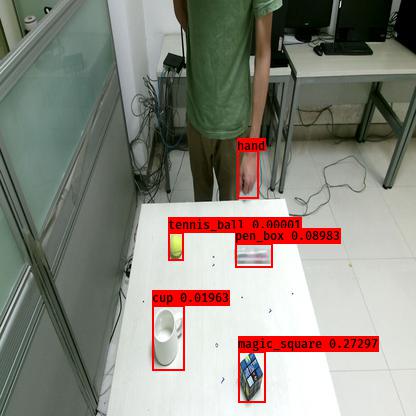 hand
tennis_ball 0.00001
pen_box 0.08983
cup 0.01963
magic_square 0.27297